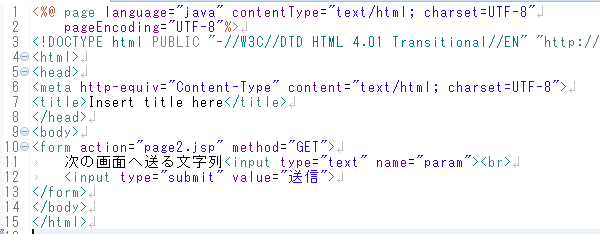 1 <%@ page language="java" contentType="text/html; charset=UTF-8"
2 pageEncoding="UTF-8"%>
3 <!DOCTYPE html PUBLIC "-//W3C//DTD HTML 4.01 Transitional//EN" "http://
4 <html>
5 <head>
6 <meta http-equiv="Content-Type" content="text/html; charset=UTF-8">
7 <title>Insert title here</title>
8 </head>
9 <body>
10 <form action="page2.jsp" method="GET">
11 次の画面へ送る文字列<input type="text" name="param"><br>
12 <input type="submit" value="送信">
13 </form>
14 </body>
15 </html>